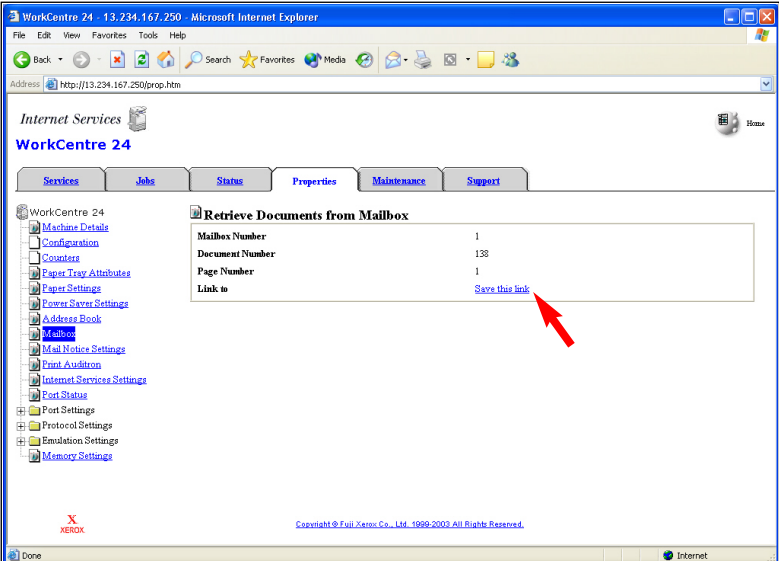 WorkCentre 24 - 13.234.167.250 - Microsoft Internet Explorer
File Edit View Favorites Tools Help
Back Search Favorites Media
Address http://13.234.167.250/prop.htm
Internet Services
Home
WorkCentre 24
Services Jobs Status Properties Maintenance Support
WorkCentre 24
Machine Details
Configuration
Counters
Paper Tray Attributes
Paper Settings
Power Saver Settings
Address Book
Mailbox
Mail Notice Settings
Print Auditron
Internet Services Settings
Port Status
Port Settings
Protocol Settings
Emulation Settings
Memory Settings
Retrieve Documents from Mailbox
Mailbox Number 1
Document Number 138
Page Number 1
Link to Save this link
X
XEROX.
Copyright © Fuji Xerox Co., Ltd. 1999-2003 All Rights Reserved.
Done Internet